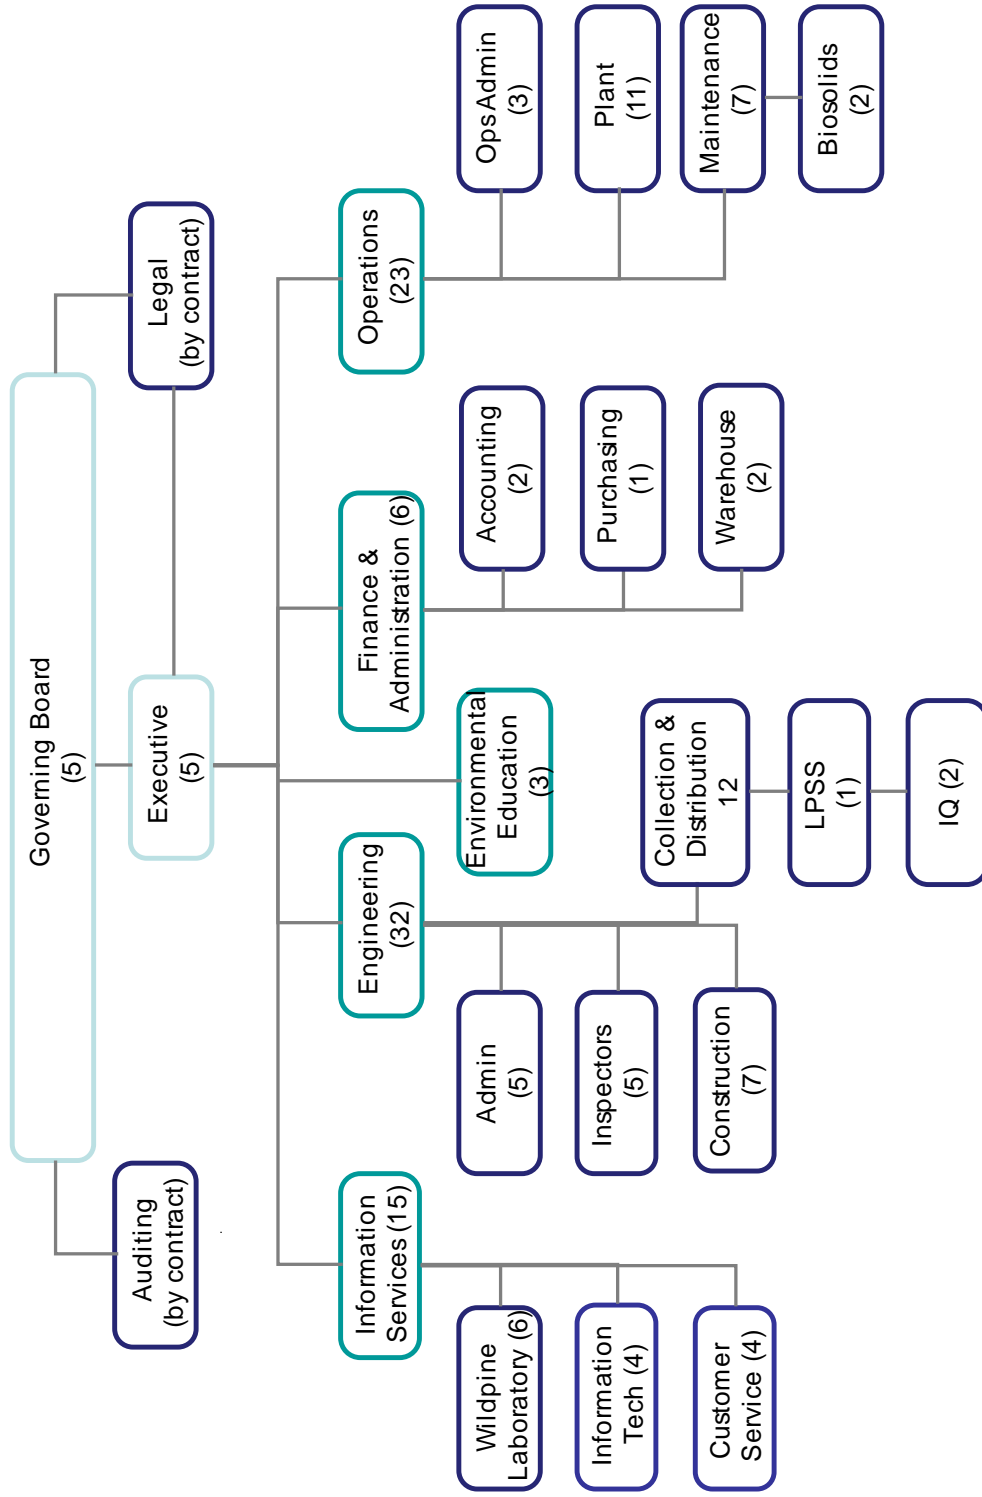 Governing Board
(5)
Auditing
(by contract)
Executive
(5)
Legal
(by contract)
Information
Services (15)
Engineering
(32)
Environmental
Education
(3)
Finance &
Administration (6)
Operations
(23)
Wildpine
Laboratory (6)
Information
Tech (4)
Customer
Service (4)
Admin
(5)
Inspectors
(5)
Construction
(7)
Collection &
Distribution
12
LPSS
(1)
IQ (2)
Accounting
(2)
Purchasing
(1)
Warehouse
(2)
Ops Admin
(3)
Plant
(11)
Maintenance
(7)
Biosolids
(2)